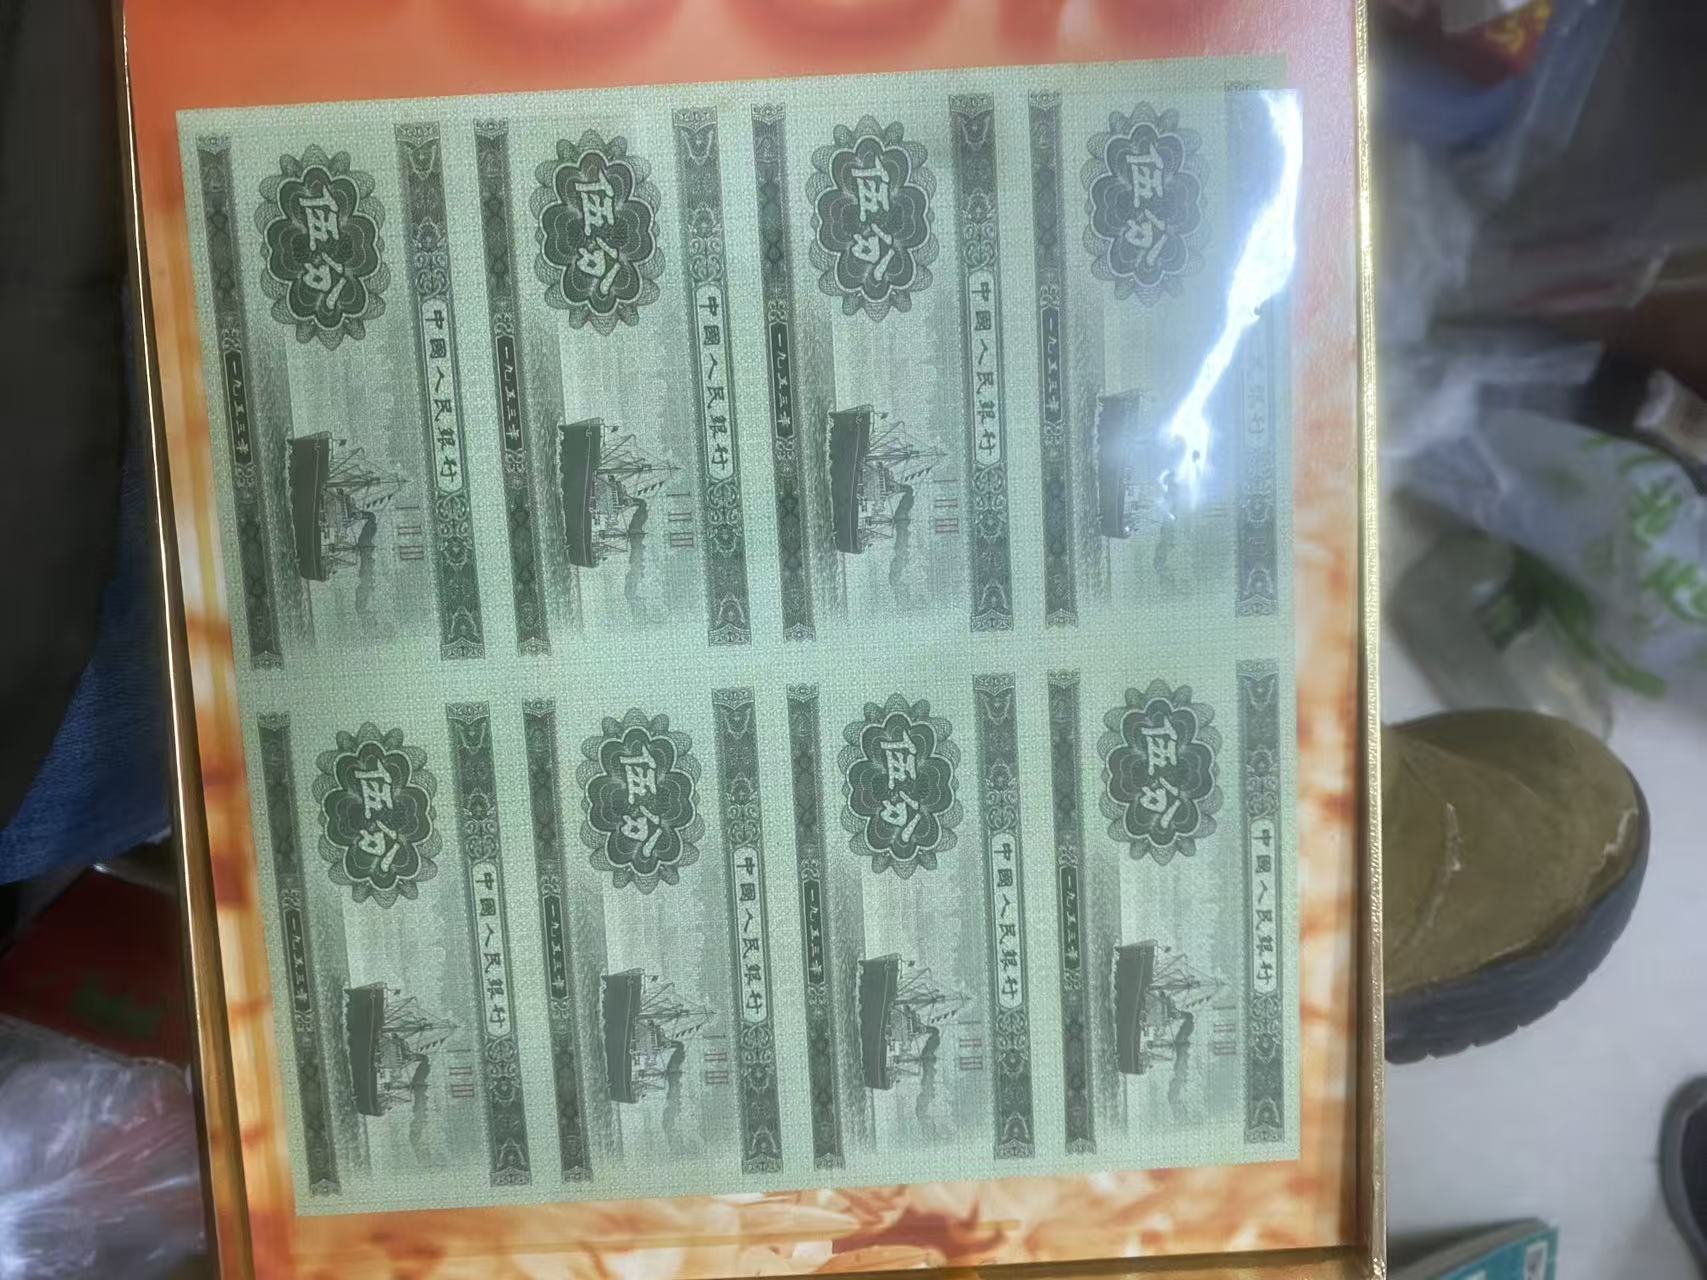 中國人民銀行
伍分
一九五三年
中國人民銀行
伍分
一九五三年
中國人民銀行
伍分
一九五三年
伍分
一九五三年
中國人民銀行
伍分
一九五三年
中國人民銀行
伍分
一九五三年
中國人民銀行
伍分
一九五三年
中國人民銀行
伍分
一九五三年